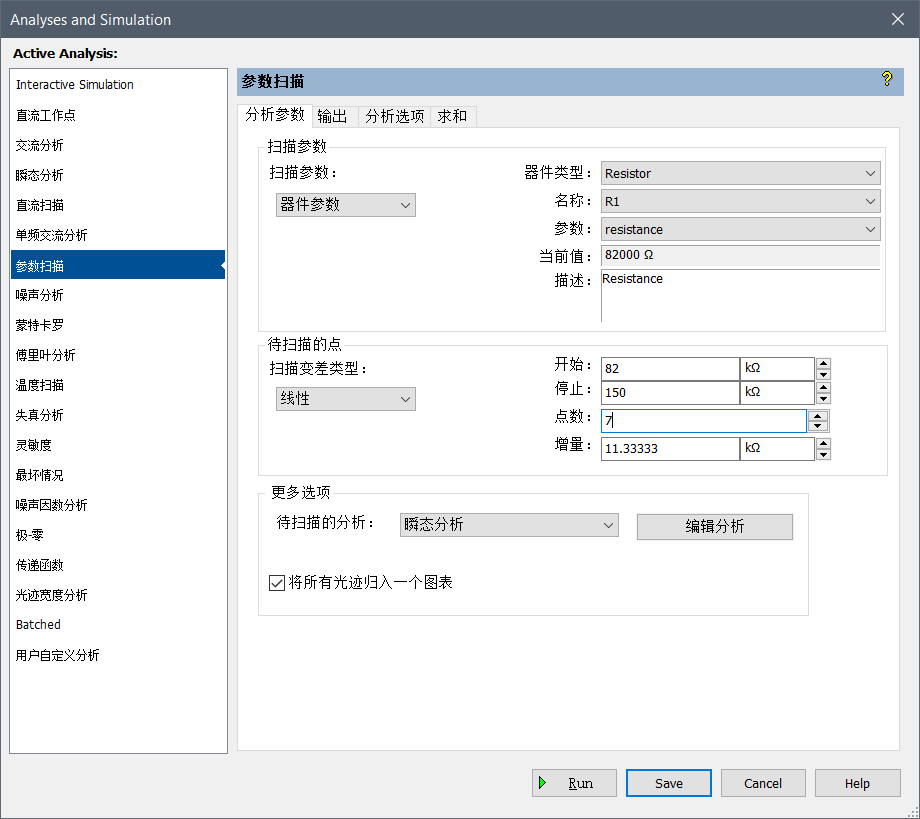 Analyses and Simulation
Active Analysis:
Interactive Simulation
直流工作点
交流分析
瞬态分析
直流扫描
单频交流分析
参数扫描
噪声分析
蒙特卡罗
傅里叶分析
温度扫描
失真分析
灵敏度
最坏情况
噪声因数分析
极-零
传递函数
光迹宽度分析
Batched
用户自定义分析
参数扫描
?
分析参数 输出 分析选项 求和
扫描参数
扫描参数：
器件参数
器件类型： Resistor
名称： R1
参数： resistance
当前值： 82000 Ω
描述： Resistance
待扫描的点
扫描变差类型：
线性
开始： 82 kΩ
停止： 150 kΩ
点数： 7
增量： 11.33333 kΩ
更多选项
待扫描的分析： 瞬态分析 编辑分析
将所有光迹归入一个图表
Run Save Cancel Help